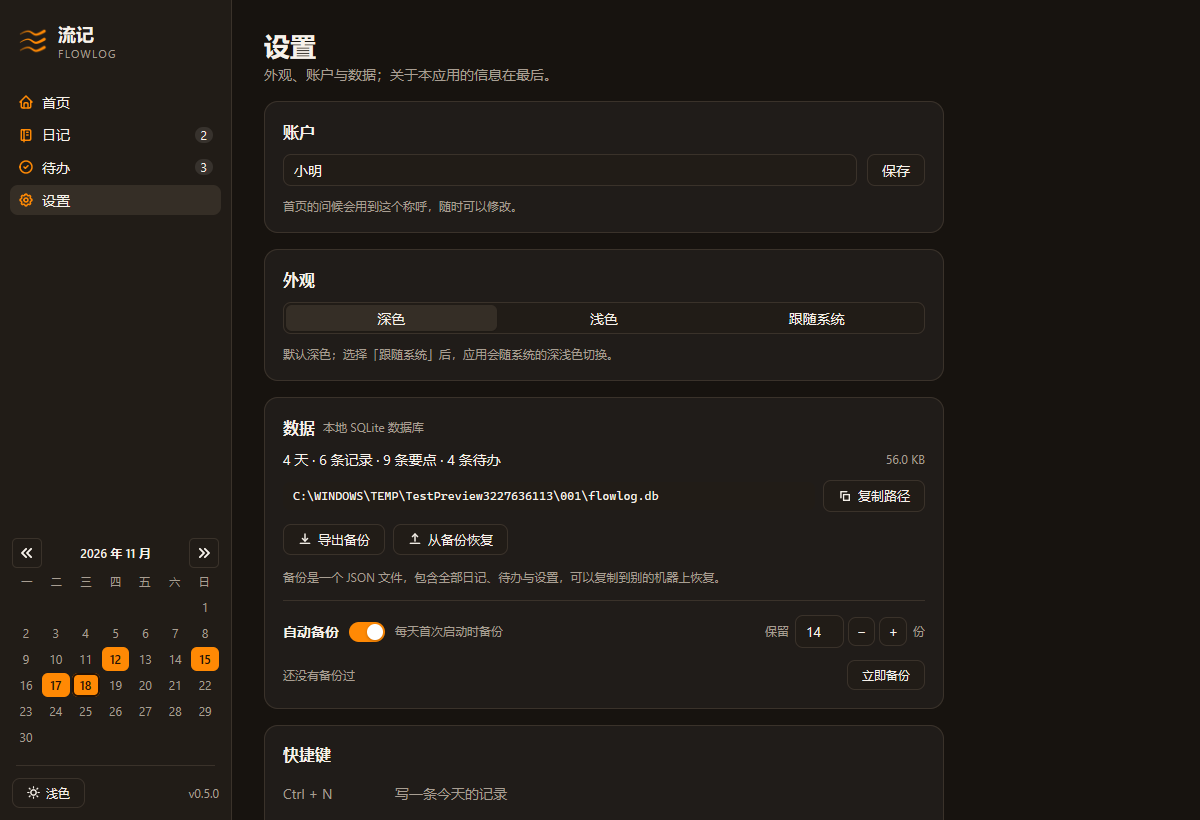 流记
FLOWLOG
首页
日记 2
待办 3
设置
2026 年 11 月
一 二 三 四 五 六 日
1
2 3 4 5 6 7 8
9 10 11 12 13 14 15
16 17 18 19 20 21 22
23 24 25 26 27 28 29
30
浅色 v0.5.0
设置
外观、账户与数据；关于本应用的信息在最后。
账户
小明 保存
首页的问候会用到这个称呼，随时可以修改。
外观
深色 浅色 跟随系统
默认深色；选择「跟随系统」后，应用会随系统的深浅色切换。
数据 本地 SQLite 数据库
4 天 · 6 条记录 · 9 条要点 · 4 条待办 56.0 KB
C:\WINDOWS\TEMP\TestPreview3227636113\001\flowlog.db 复制路径
导出备份 从备份恢复
备份是一个 JSON 文件，包含全部日记、待办与设置，可以复制到别的机器上恢复。
自动备份 每天首次启动时备份 保留 14 − + 份
还没有备份过 立即备份
快捷键
Ctrl + N 写一条今天的记录